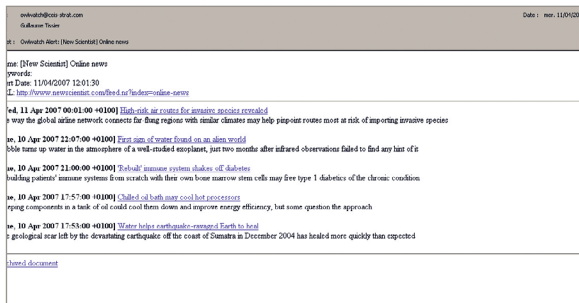 owlwatch@ceis-strat.com Date : mer. 11/04/20
Guillaume Tissier
et : Owlwatch Alert: [New Scientist] Online news
me: [New Scientist] Online news
ywords:
ert Date: 11/04/2007 12:01:30
L: http://www.newscientist.com/feed.ns?index=online-news
ed, 11 Apr 2007 00:01:00 +0100] High-risk air routes for invasive species revealed
e way the global airline network connects far-flung regions with similar climates may help pinpoint routes most at risk of importing invasive species
ue, 10 Apr 2007 22:07:00 +0100] First sign of water found on an alien world
bble turns up water in the atmosphere of a well-studied exoplanet, just two months after infrared observations failed to find any hint of it
ue, 10 Apr 2007 21:00:00 +0100] 'Rebuilt' immune system shakes off diabetes
building patients' immune systems from scratch with their own bone marrow stem cells may free type 1 diabetics of the chronic condition
ue, 10 Apr 2007 17:57:00 +0100] Chilled oil bath may cool hot processors
eping components in a tank of oil could cool them down and improve energy efficiency, but some question the approach
ue, 10 Apr 2007 17:53:00 +0100] Water helps earthquake-ravaged Earth to heal
e geological scar left by the devastating earthquake off the coast of Sumatra in December 2004 has healed more quickly than expected
chived document